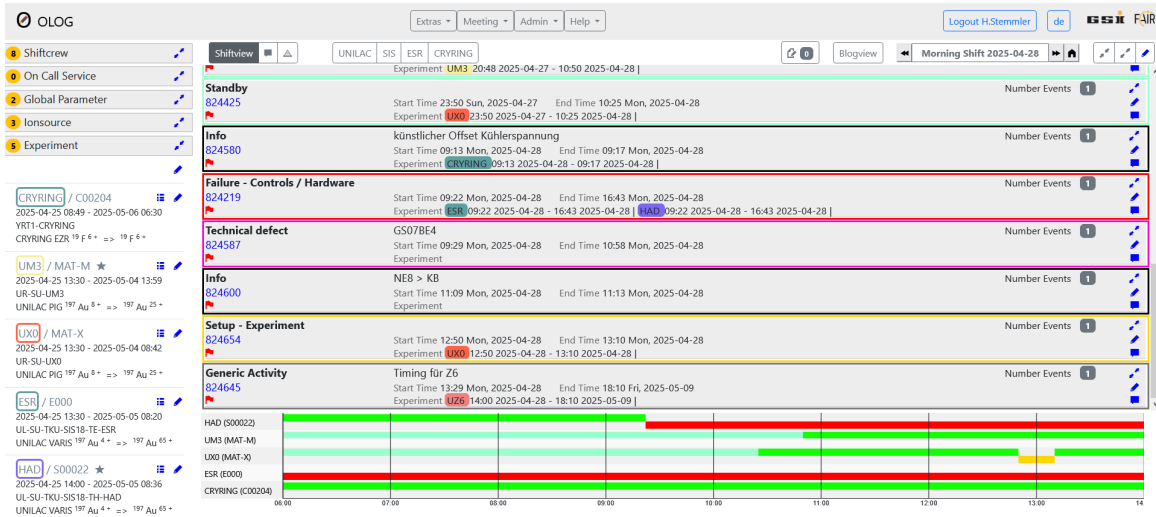 OLOG
Extras Meeting Admin Help
Logout H.Stemmler de GSI FAIR
8 Shiftcrew
0 On Call Service
2 Global Parameter
3 Ionsource
5 Experiment
CRYRING / C00204
2025-04-25 08:49 - 2025-05-06 06:30
YRT1-CRYRING
CRYRING EZR 19 F 6+ => 19 F 6+
UM3 / MAT-M ★
2025-04-25 13:30 - 2025-05-04 13:59
UR-SU-UM3
UNILAC PIG 197 Au 8+ => 197 Au 25+
UX0 / MAT-X
2025-04-25 13:30 - 2025-05-04 08:42
UR-SU-UX0
UNILAC PIG 197 Au 8+ => 197 Au 25+
ESR / E000
2025-04-25 13:30 - 2025-05-05 08:20
UL-SU-TKU-SIS18-TE-ESR
UNILAC VARIS 197 Au 4+ => 197 Au 65+
HAD / S00022 ★
2025-04-25 14:00 - 2025-05-05 08:36
UL-SU-TKU-SIS18-TH-HAD
UNILAC VARIS 197 Au 4+ => 197 Au 65+
Shiftview UNILAC SIS ESR CRYRING 0 Blogview Morning Shift 2025-04-28
Experiment UM3 20:48 2025-04-27 - 10:50 2025-04-28 |
Standby Number Events 1
824425 Start Time 23:50 Sun, 2025-04-27 End Time 10:25 Mon, 2025-04-28
Experiment UX0 23:50 2025-04-27 - 10:25 2025-04-28 |
Info künstlicher Offset Kühlerspannung Number Events 1
824580 Start Time 09:13 Mon, 2025-04-28 End Time 09:17 Mon, 2025-04-28
Experiment CRYRING 09:13 2025-04-28 - 09:17 2025-04-28 |
Failure - Controls / Hardware Number Events 1
824219 Start Time 09:22 Mon, 2025-04-28 End Time 16:43 Mon, 2025-04-28
Experiment ESR 09:22 2025-04-28 - 16:43 2025-04-28 | HAD 09:22 2025-04-28 - 16:43 2025-04-28 |
Technical defect GS07BE4 Number Events 1
824587 Start Time 09:29 Mon, 2025-04-28 End Time 10:58 Mon, 2025-04-28
Experiment
Info NE8 > KB Number Events 1
824600 Start Time 11:09 Mon, 2025-04-28 End Time 11:13 Mon, 2025-04-28
Experiment
Setup - Experiment Number Events 1
824654 Start Time 12:50 Mon, 2025-04-28 End Time 13:10 Mon, 2025-04-28
Experiment UX0 12:50 2025-04-28 - 13:10 2025-04-28 |
Generic Activity Timing für Z6 Number Events 1
824645 Start Time 13:29 Mon, 2025-04-28 End Time 18:10 Fri, 2025-05-09
Experiment UZ6 14:00 2025-04-28 - 18:10 2025-05-09 |
HAD (S00022)
UM3 (MAT-M)
UX0 (MAT-X)
ESR (E000)
CRYRING (C00204)
06:00 07:00 08:00 09:00 10:00 11:00 12:00 13:00 14